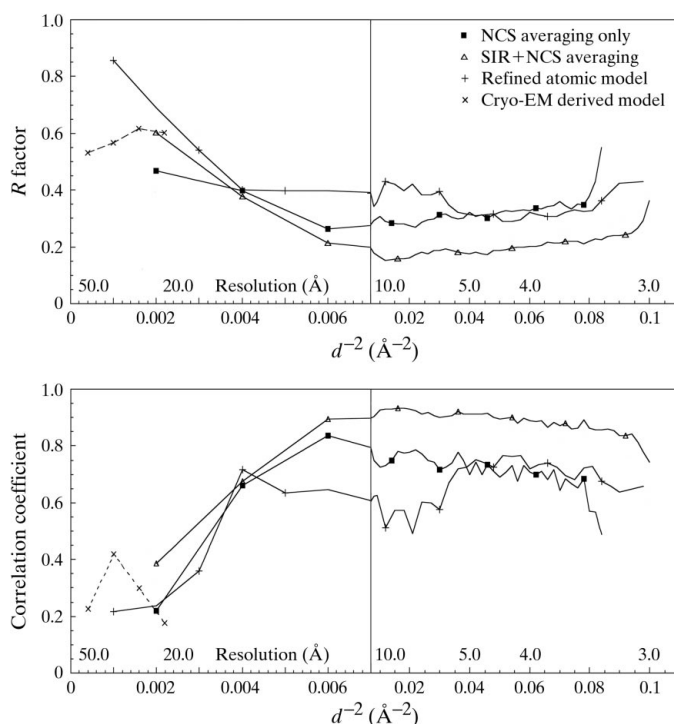 1.0
0.8
0.6
0.4
0.2
0
R factor
NCS averaging only
SIR+NCS averaging
Refined atomic model
Cryo-EM derived model
50.0 20.0 Resolution (Å) 10.0 5.0 4.0 3.0
0 0.002 0.004 0.006 0.02 0.04 0.06 0.08 0.1
d⁻² (Å⁻²)
1.0
0.8
0.6
0.4
0.2
0
Correlation coefficient
50.0 20.0 Resolution (Å) 10.0 5.0 4.0 3.0
0 0.002 0.004 0.006 0.02 0.04 0.06 0.08 0.1
d⁻² (Å⁻²)